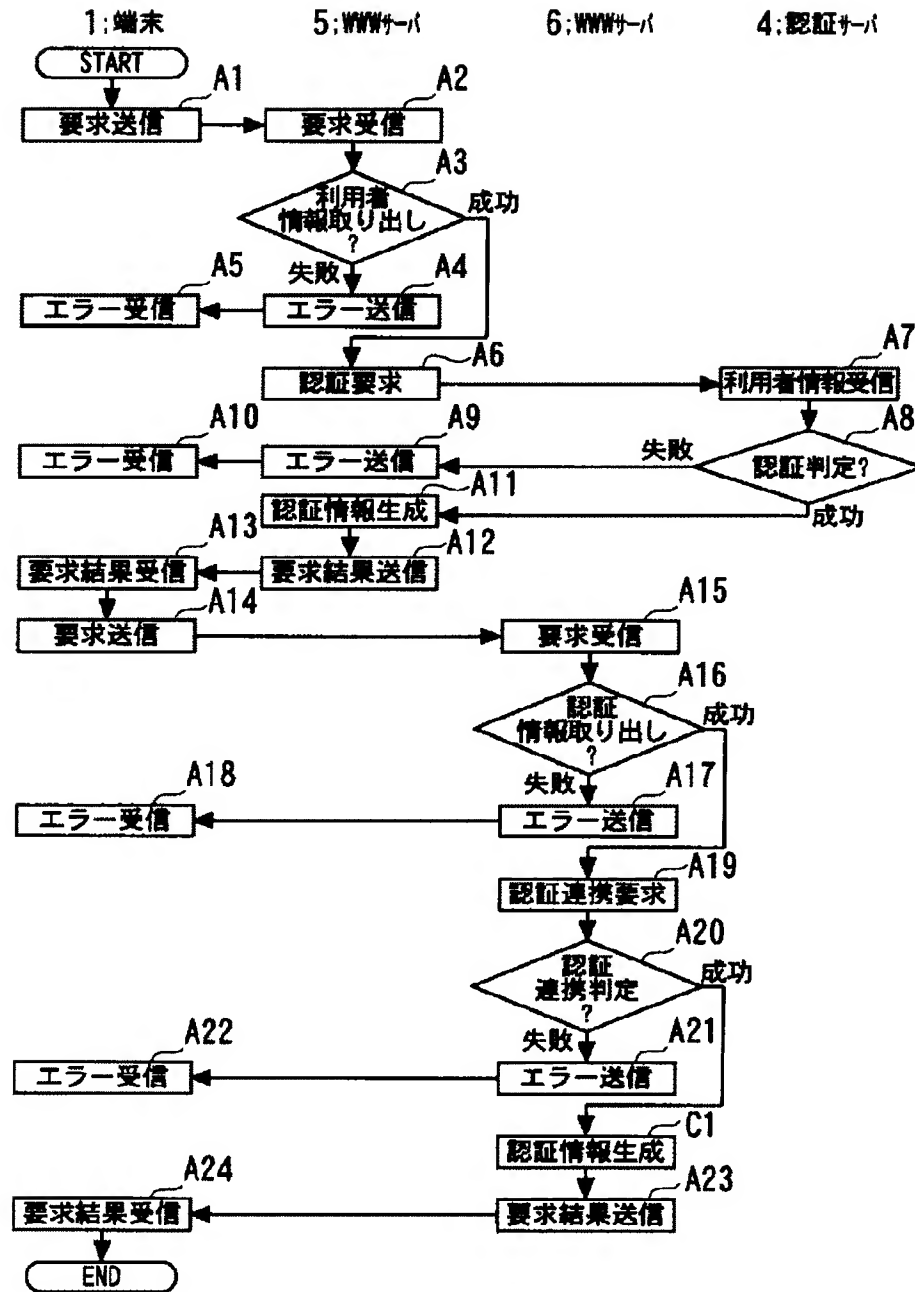 1;端末
5;WWWサーバ
6;WWWサーバ
4;認証サーバ
START
A1
要求送信
A2
要求受信
A3
利用者
情報取り出し
?
成功
失敗
A4
エラー送信
A5
エラー受信
A6
認証要求
A7
利用者情報受信
A8
認証判定?
失敗
成功
A9
エラー送信
A10
エラー受信
A11
認証情報生成
A12
要求結果送信
A13
要求結果受信
A14
要求送信
A15
要求受信
A16
認証
情報取り出し
?
成功
失敗
A17
エラー送信
A18
エラー受信
A19
認証連携要求
A20
認証
連携判定
?
成功
失敗
A21
エラー送信
A22
エラー受信
C1
認証情報生成
A23
要求結果送信
A24
要求結果受信
END